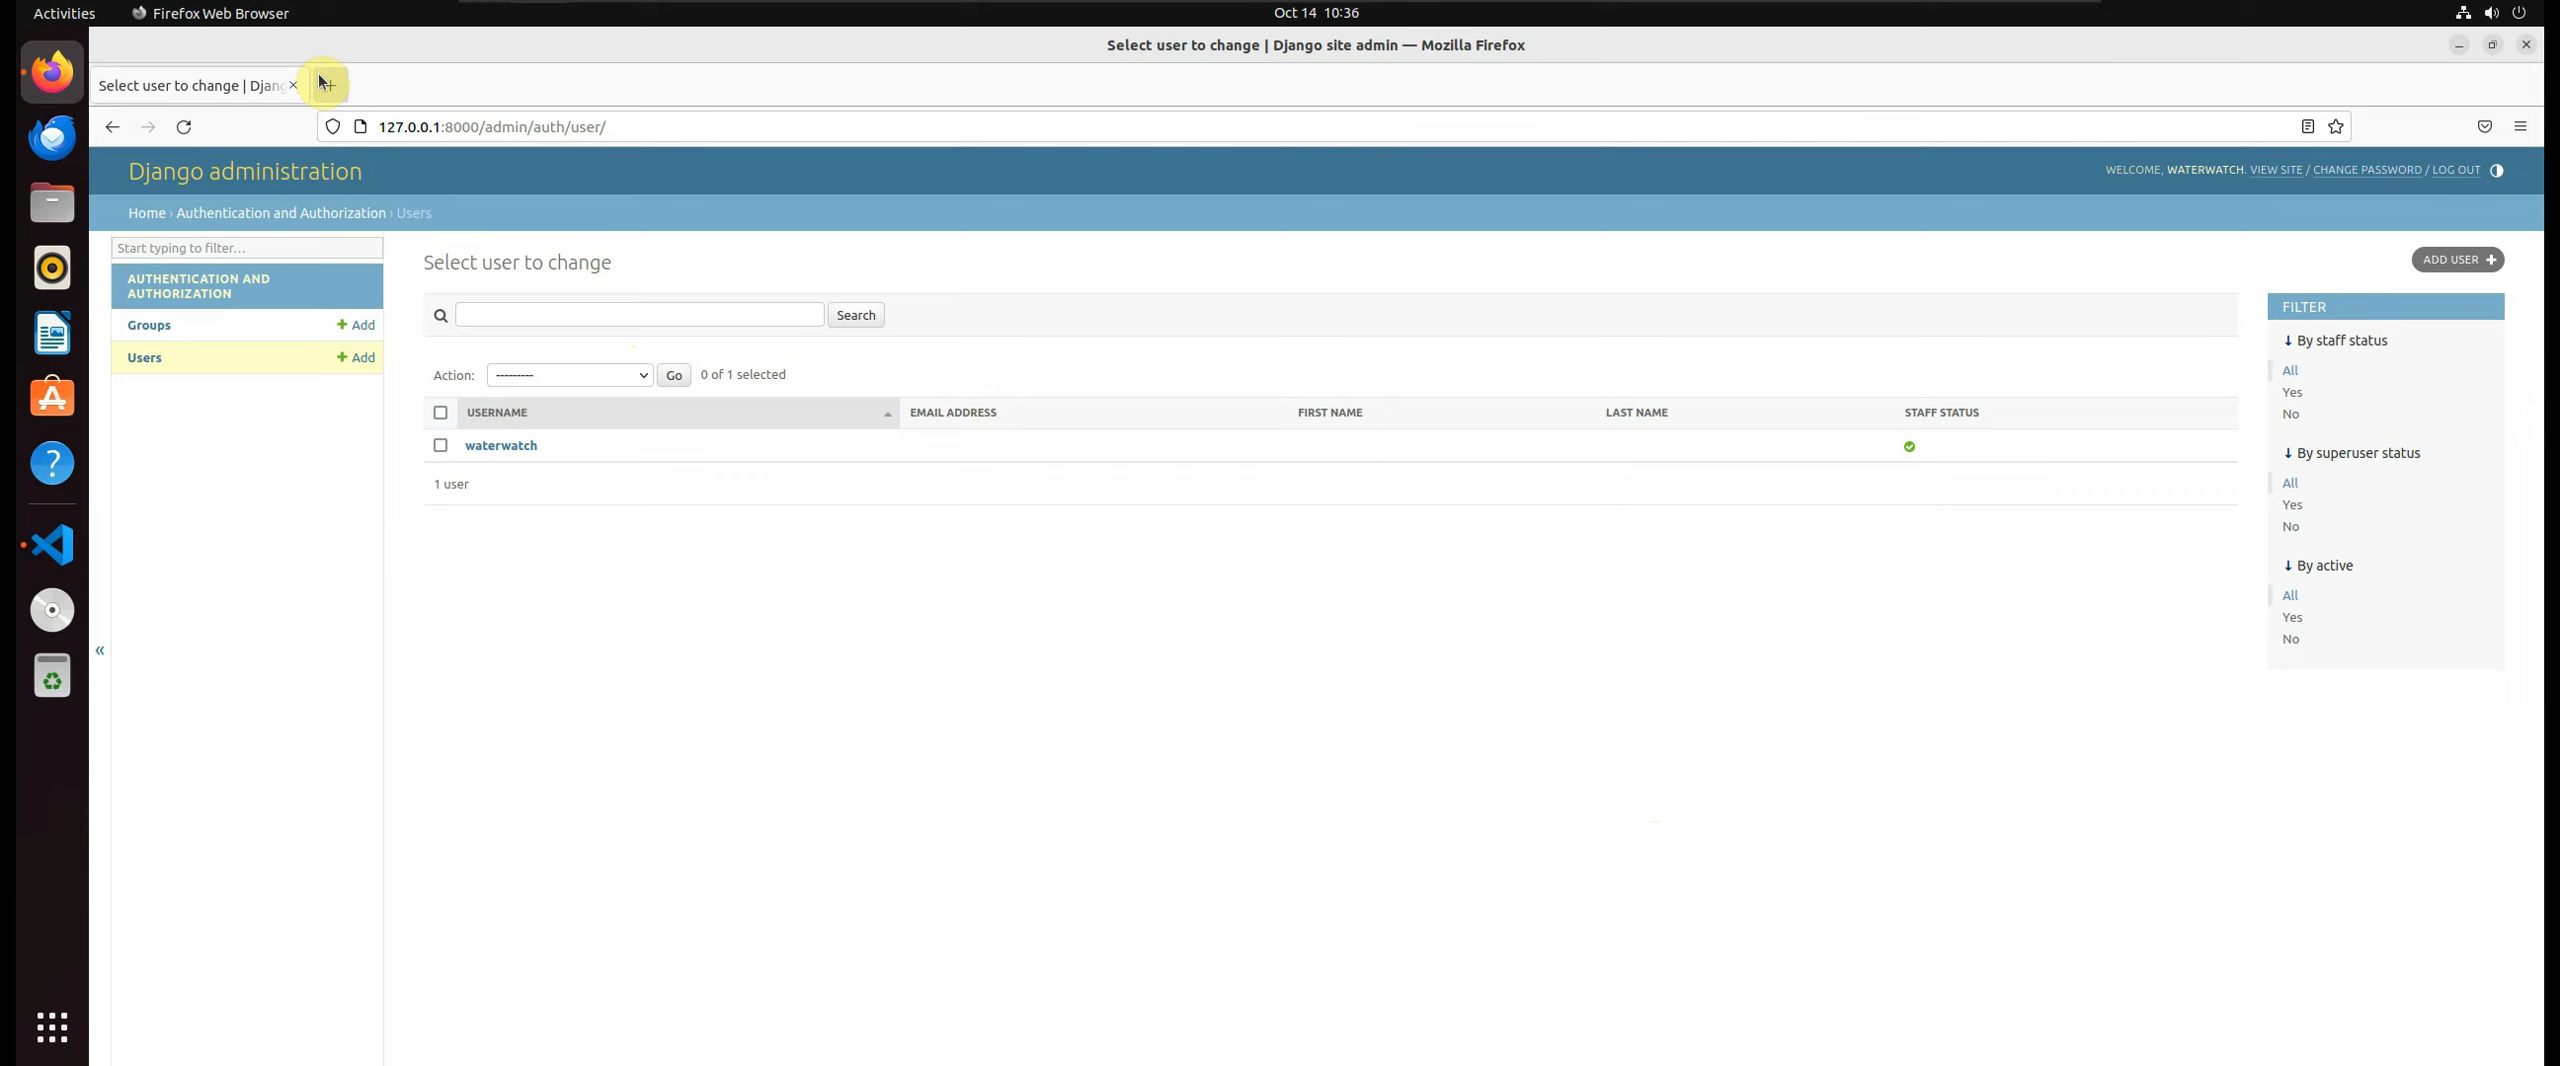 Activities
Firefox Web Browser
Oct 14 10:36
Select user to change | Django site admin — Mozilla Firefox
Select user to change | Djang
127.0.0.1:8000/admin/auth/user/
Django administration
WELCOME, WATERWATCH. VIEW SITE / CHANGE PASSWORD / LOG OUT
Home › Authentication and Authorization › Users
Start typing to filter...
AUTHENTICATION AND
AUTHORIZATION
Groups
+ Add
Users
+ Add
«
Select user to change
ADD USER +
Search
Action:
---------
Go
0 of 1 selected
USERNAME
EMAIL ADDRESS
FIRST NAME
LAST NAME
STAFF STATUS
waterwatch
1 user
FILTER
↓ By staff status
All
Yes
No
↓ By superuser status
All
Yes
No
↓ By active
All
Yes
No